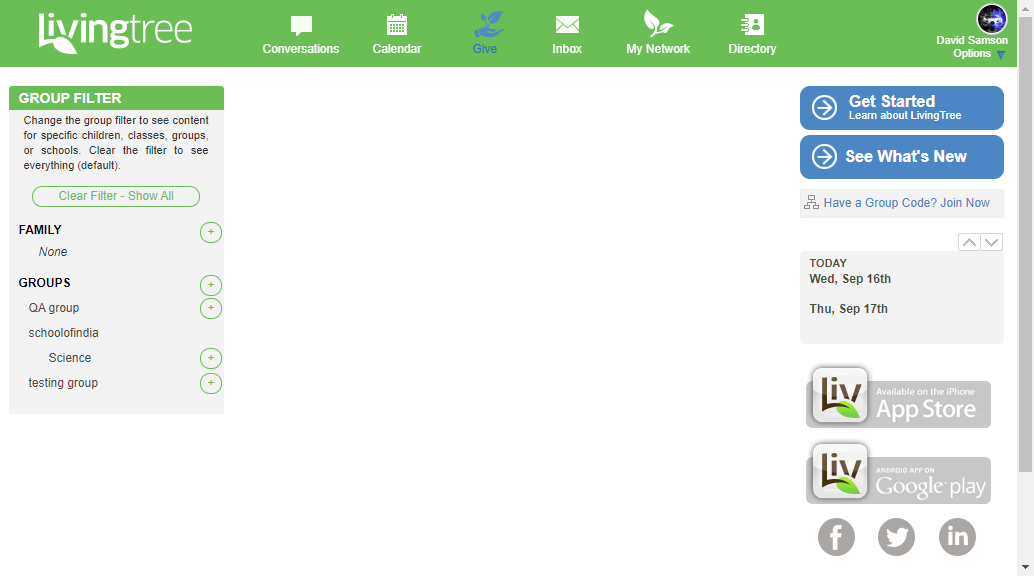 livingtree
Conversations
Calendar
Give
Inbox
My Network
Directory
David Samson
Options
GROUP FILTER
Change the group filter to see content
for specific children, classes, groups,
or schools. Clear the filter to see
everything (default).
Clear Filter - Show All
FAMILY
+
None
GROUPS
+
QA group
+
schoolofindia
Science
+
testing group
+
Get Started
Learn about LivingTree
See What's New
Have a Group Code? Join Now
TODAY
Wed, Sep 16th
Thu, Sep 17th
Liv
Available on the iPhone
App Store
Liv
ANDROID APP ON
Google play
f
in